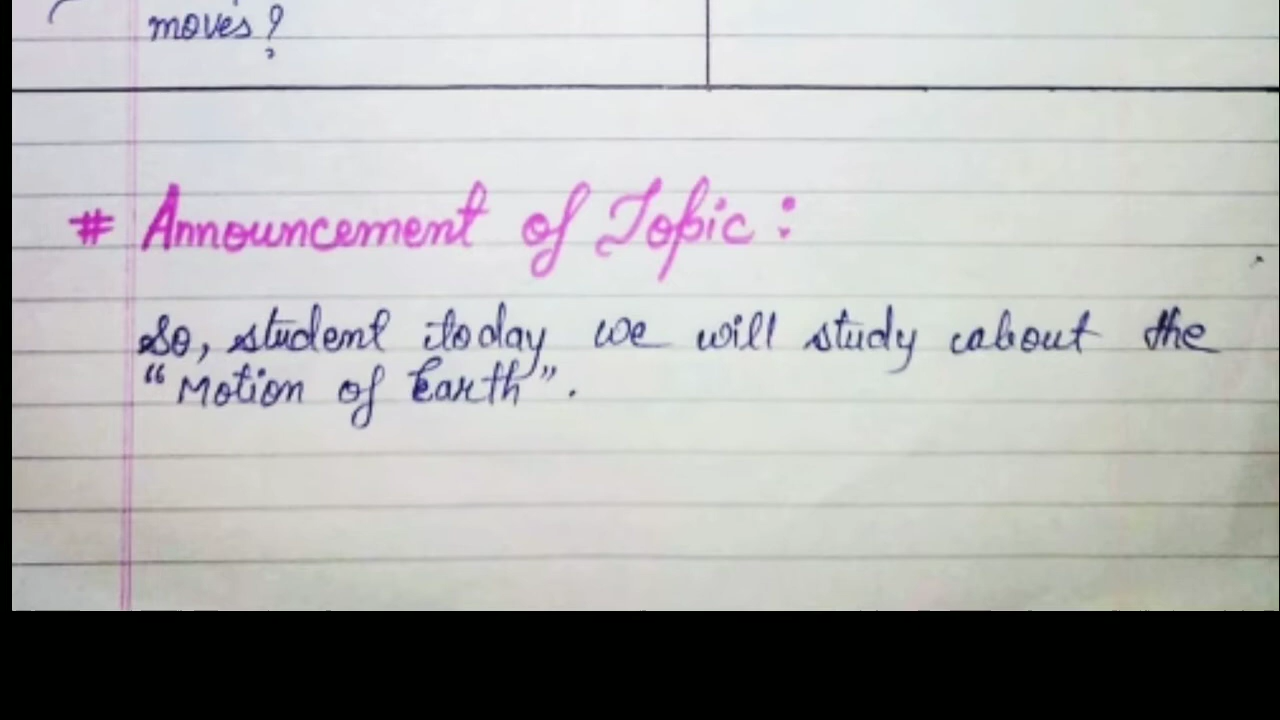 moves?
# Announcement of Topic:
So, student today we will study about the
"Motion of Earth".